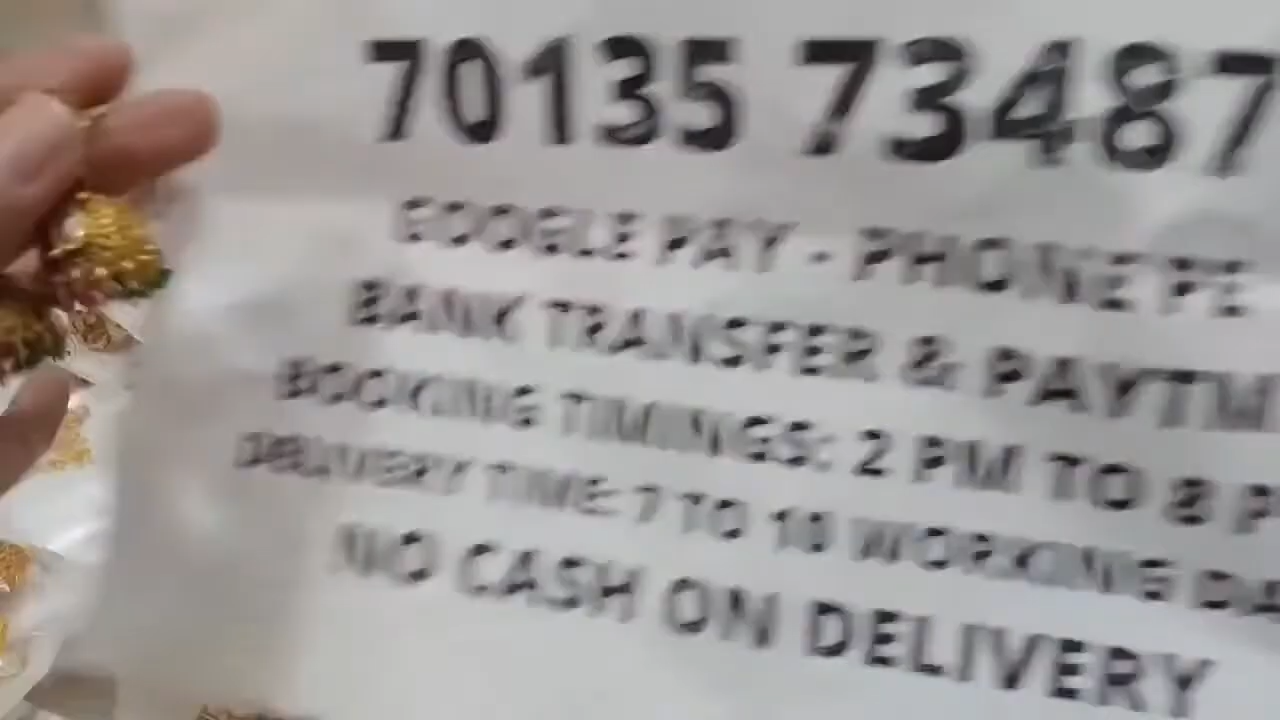 70135 73487
GOOGLE PAY - PHONE PE
BANK TRANSFER & PAYTM
BOOKING TIMINGS: 2 PM TO 8 P
DELIVERY TIME: 7 TO 10 WORKING DA
NO CASH ON DELIVERY